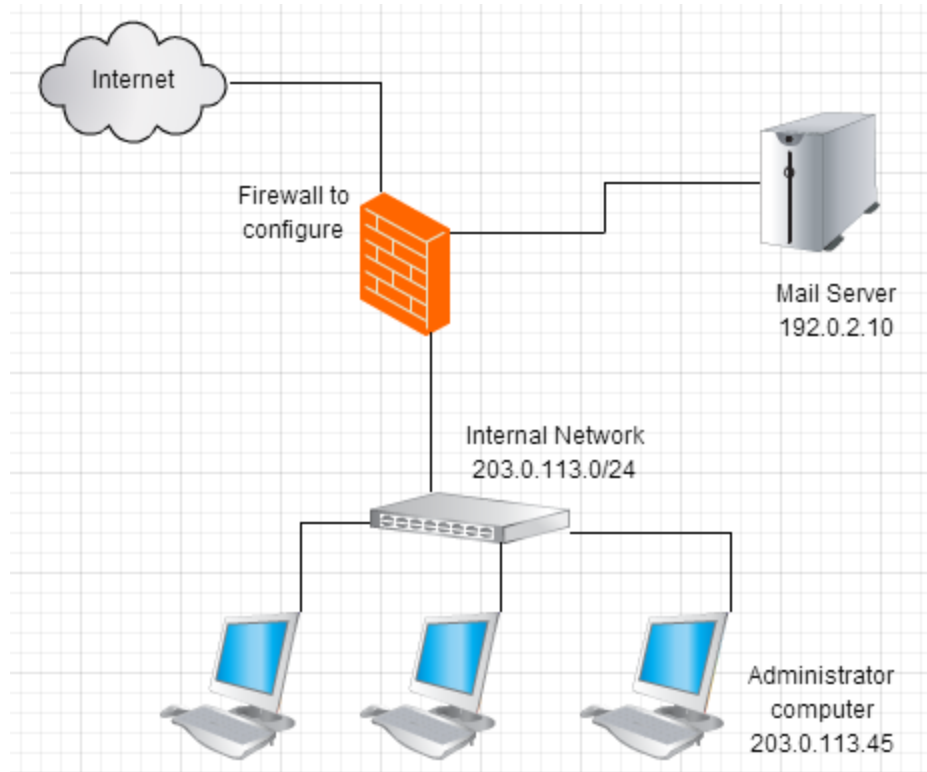 Internet
Firewall to
configure
Mail Server
192.0.2.10
Internal Network
203.0.113.0/24
Administrator
computer
203.0.113.45